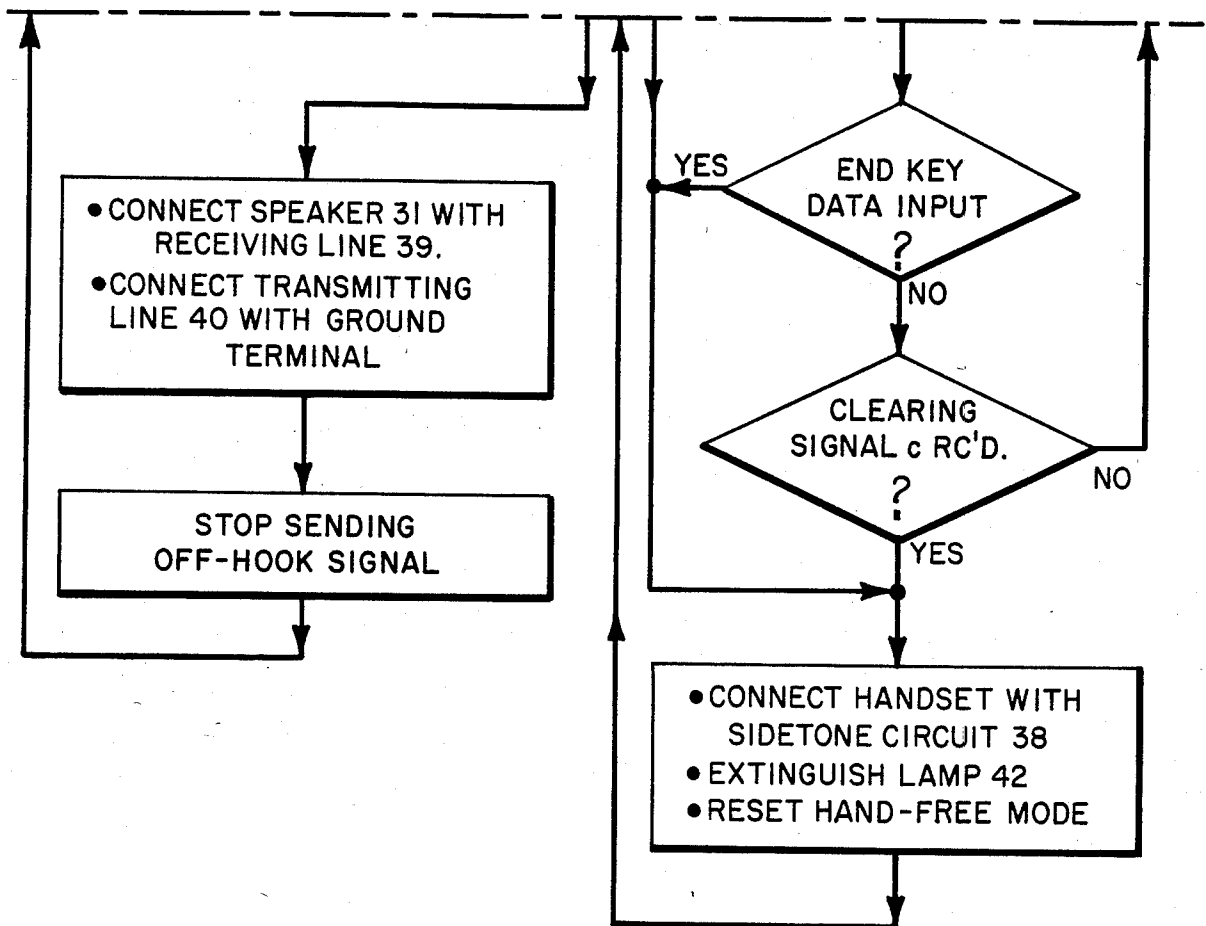 ● CONNECT SPEAKER 31 WITH
RECEIVING LINE 39.
● CONNECT TRANSMITTING
LINE 40 WITH GROUND
TERMINAL
STOP SENDING
OFF-HOOK SIGNAL
YES
END KEY
DATA INPUT
?
NO
CLEARING
SIGNAL c RC'D.
?
NO
YES
● CONNECT HANDSET WITH
SIDETONE CIRCUIT 38
● EXTINGUISH LAMP 42
● RESET HAND-FREE MODE